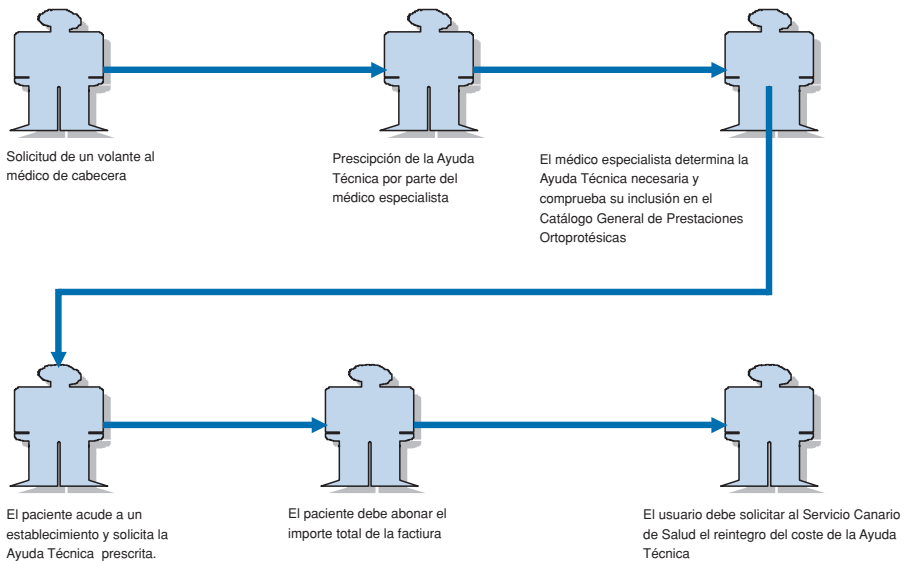 Solicitud de un volante al
médico de cabecera
Prescipción de la Ayuda
Técnica por parte del
médico especialista
El médico especialista determina la
Ayuda Técnica necesaria y
comprueba su inclusión en el
Catálogo General de Prestaciones
Ortoprotésicas
El paciente acude a un
establecimiento y solicita la
Ayuda Técnica prescrita.
El paciente debe abonar el
importe total de la factiura
El usuario debe solicitar al Servicio Canario
de Salud el reintegro del coste de la Ayuda
Técnica